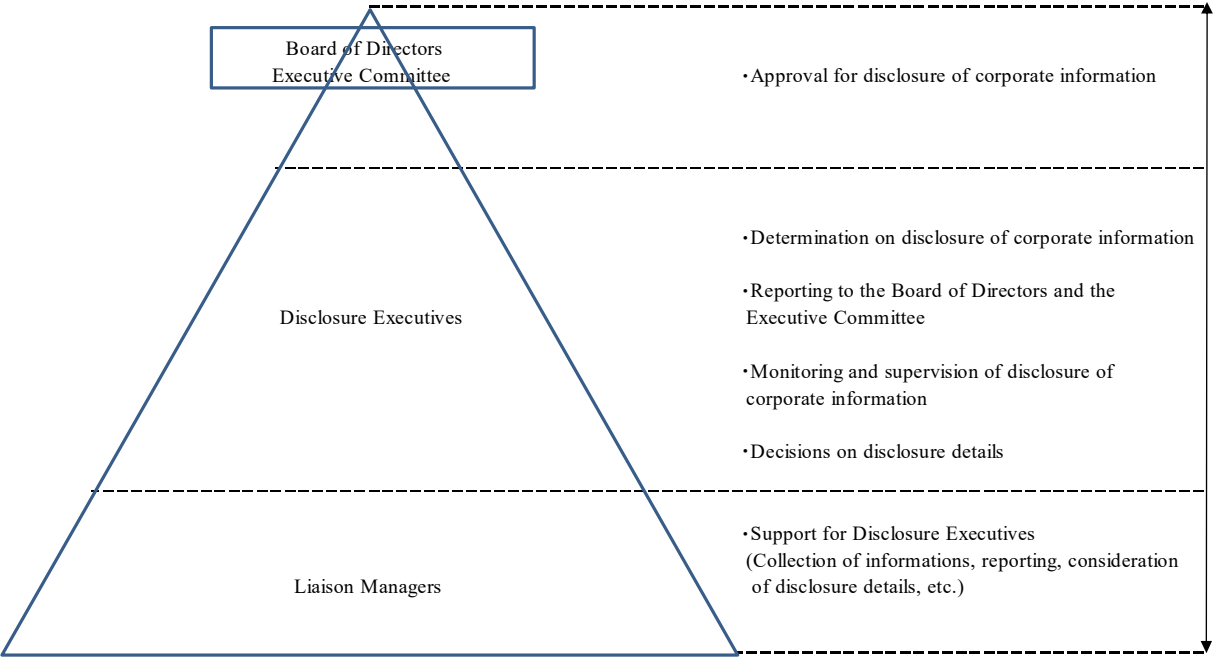 Board of Directors
Executive Committee
・Approval for disclosure of corporate information
Disclosure Executives
・Determination on disclosure of corporate information
・Reporting to the Board of Directors and the
Executive Committee
・Monitoring and supervision of disclosure of
corporate information
・Decisions on disclosure details
Liaison Managers
・Support for Disclosure Executives
(Collection of informations, reporting, consideration
of disclosure details, etc.)